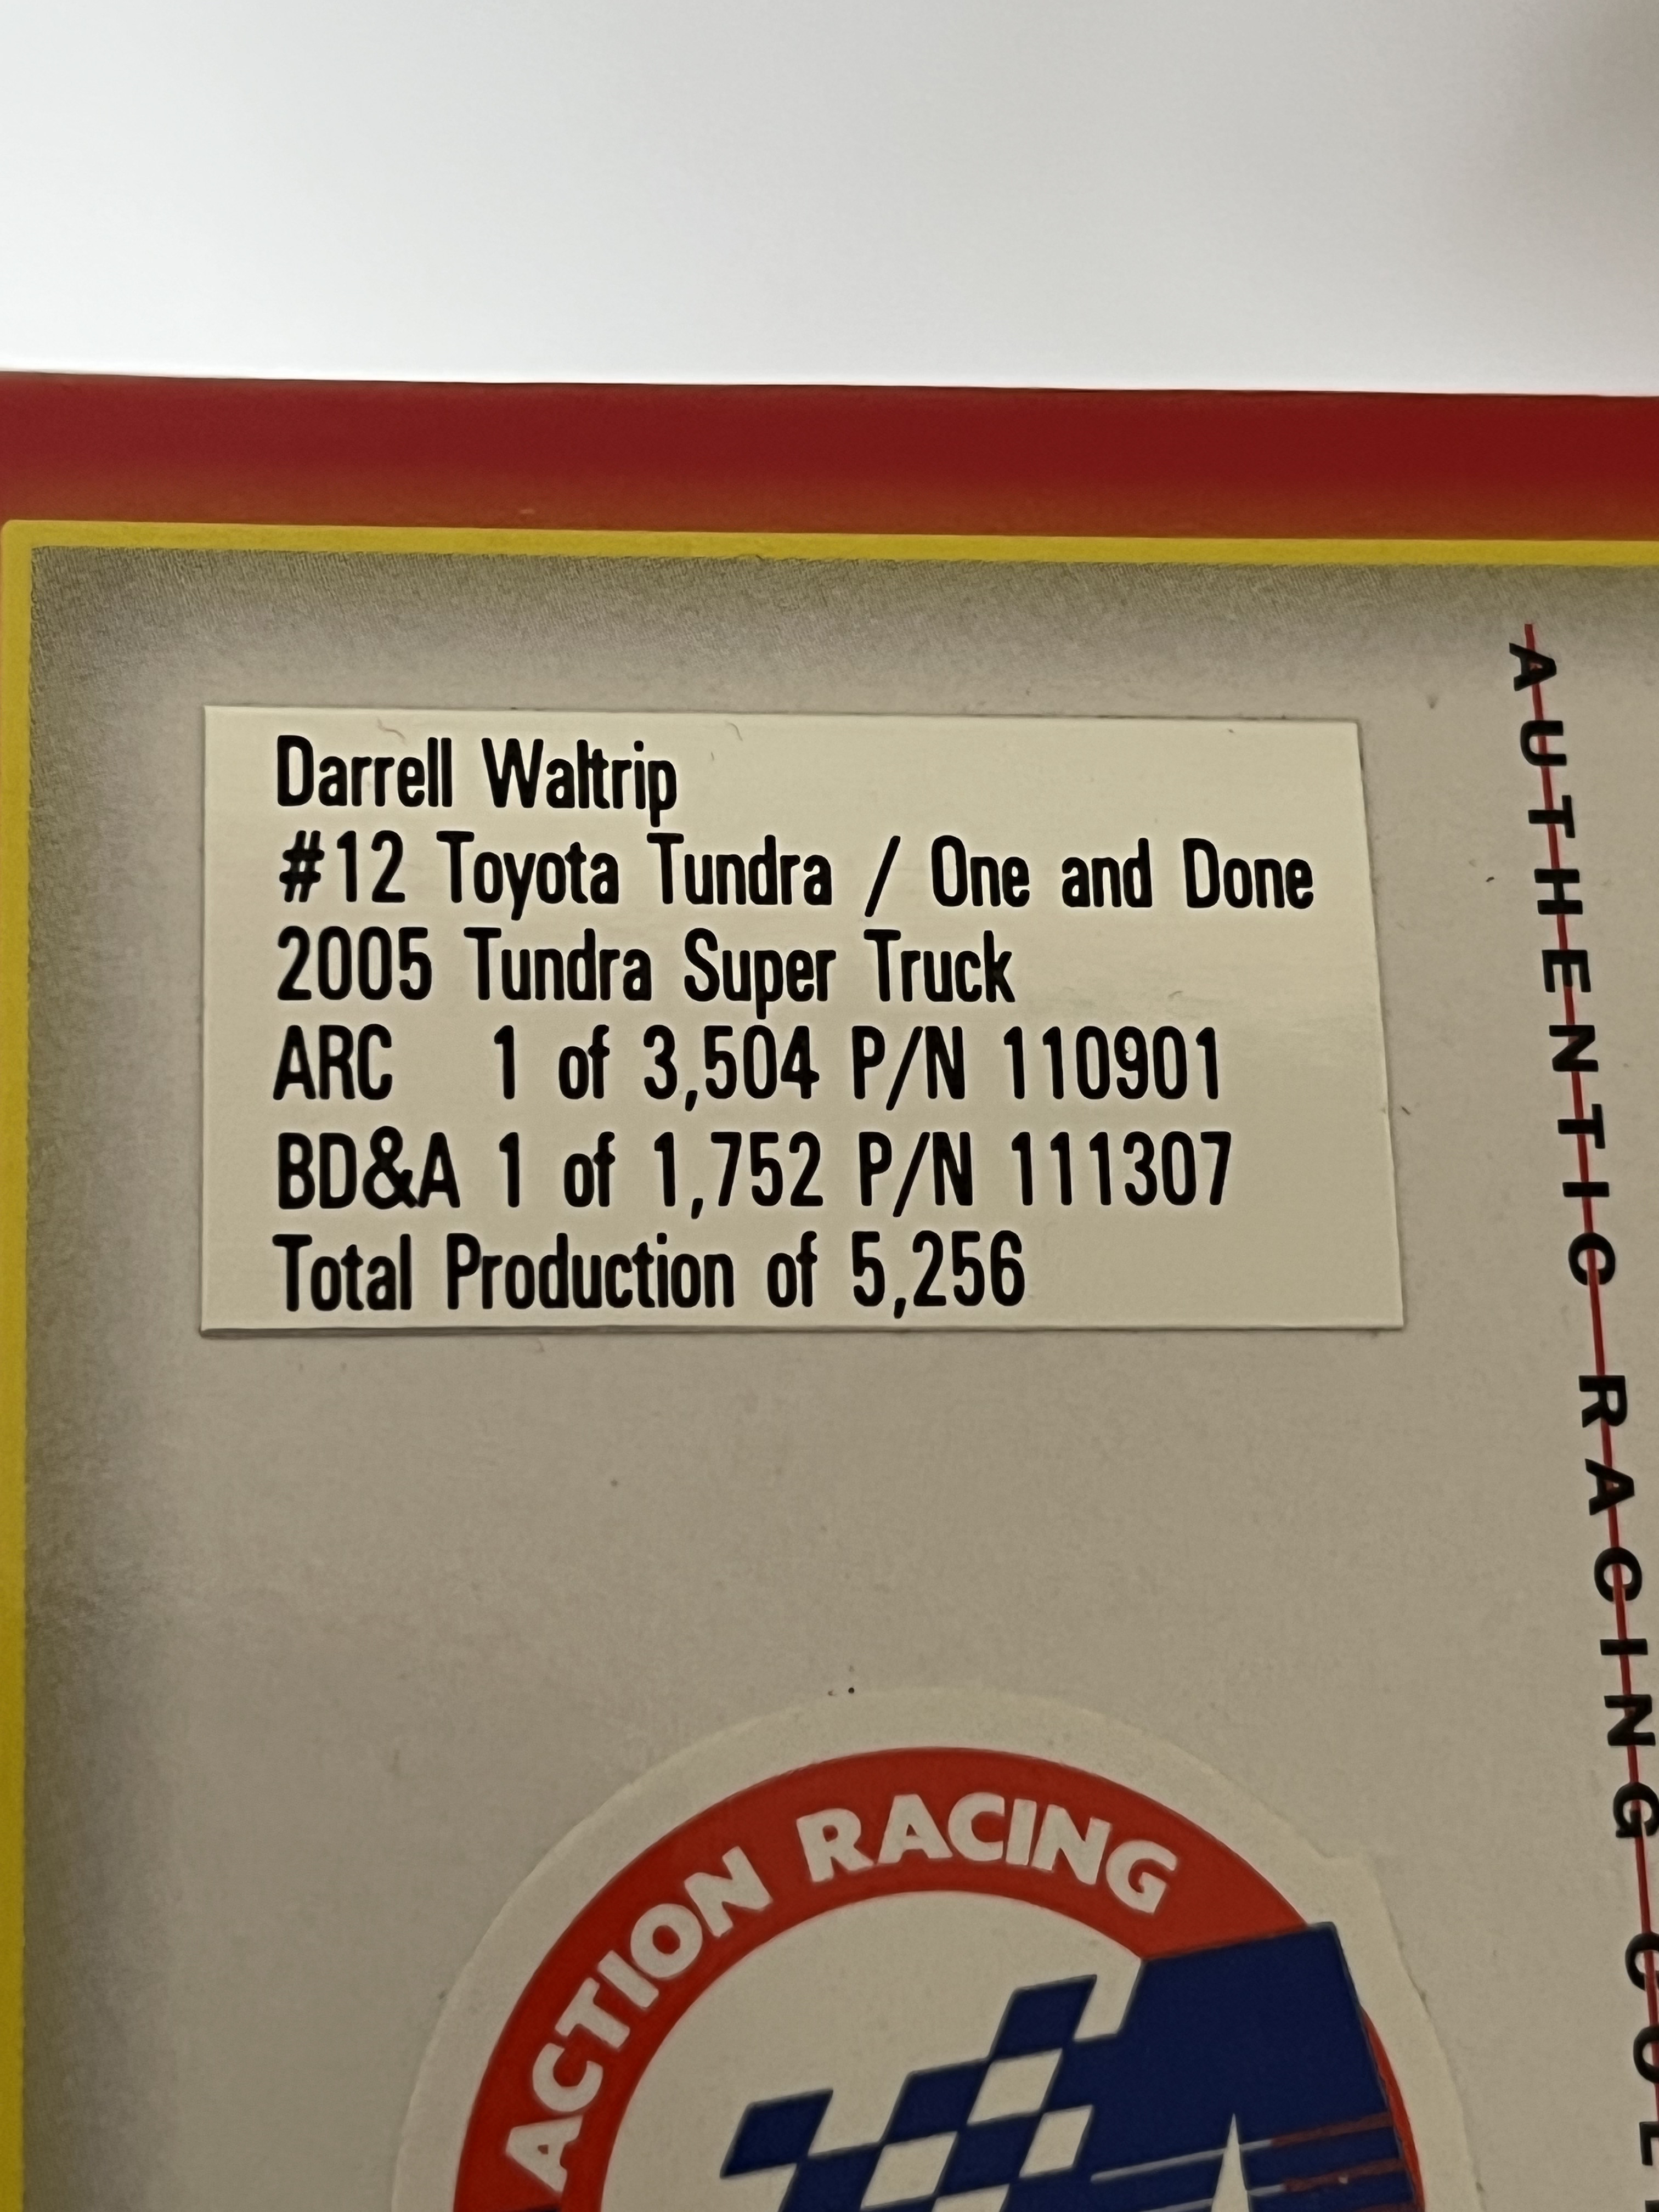 Darrell Waltrip
#12 Toyota Tundra / One and Done
2005 Tundra Super Truck
ARC 1 of 3,504 P/N 110901
BD&A 1 of 1,752 P/N 111307
Total Production of 5,256
AUTHENTIC RACING
ACTION RACING